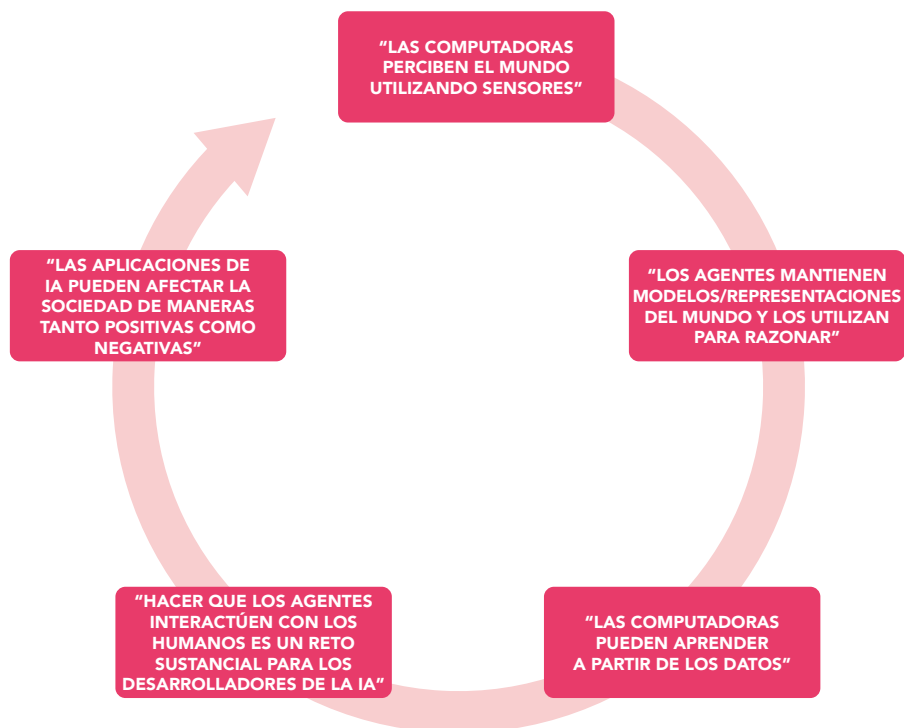 “LAS COMPUTADORAS
PERCIBEN EL MUNDO
UTILIZANDO SENSORES”
“LOS AGENTES MANTIENEN
MODELOS/REPRESENTACIONES
DEL MUNDO Y LOS UTILIZAN
PARA RAZONAR”
“LAS COMPUTADORAS
PUEDEN APRENDER
A PARTIR DE LOS DATOS”
“HACER QUE LOS AGENTES
INTERACTÚEN CON LOS
HUMANOS ES UN RETO
SUSTANCIAL PARA LOS
DESARROLLADORES DE LA IA”
“LAS APLICACIONES DE
IA PUEDEN AFECTAR LA
SOCIEDAD DE MANERAS
TANTO POSITIVAS COMO
NEGATIVAS”